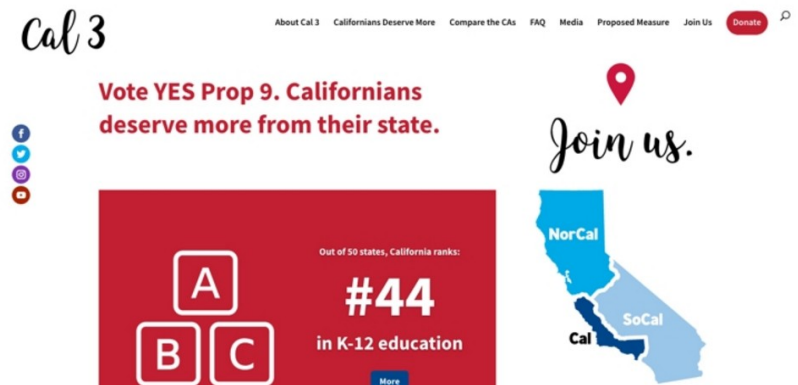 Cal 3
About Cal 3 Californians Deserve More Compare the CAs FAQ Media Proposed Measure Join Us Donate
Vote YES Prop 9. Californians
deserve more from their state.
Join us.
Out of 50 states, California ranks:
#44
in K-12 education
More
A
B C
NorCal
SoCal
Cal